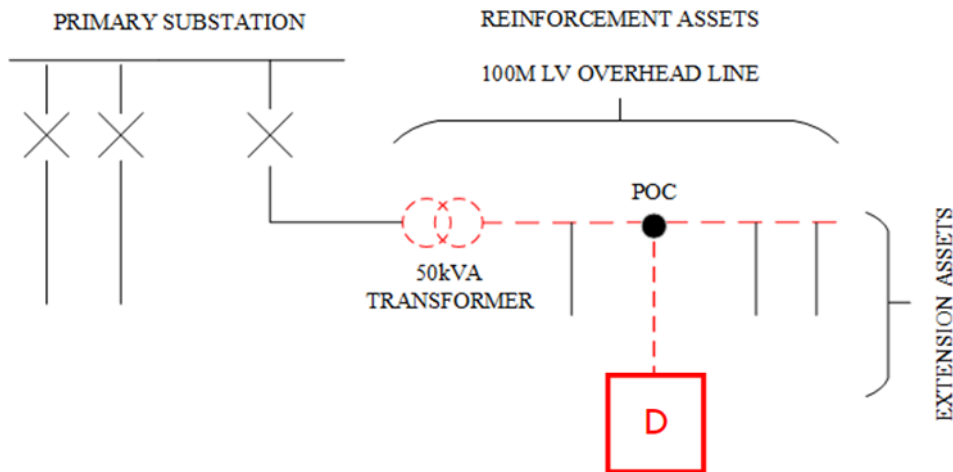 PRIMARY SUBSTATION
REINFORCEMENT ASSETS
100M LV OVERHEAD LINE
POC
50kVA
TRANSFORMER
EXTENSION ASSETS
D